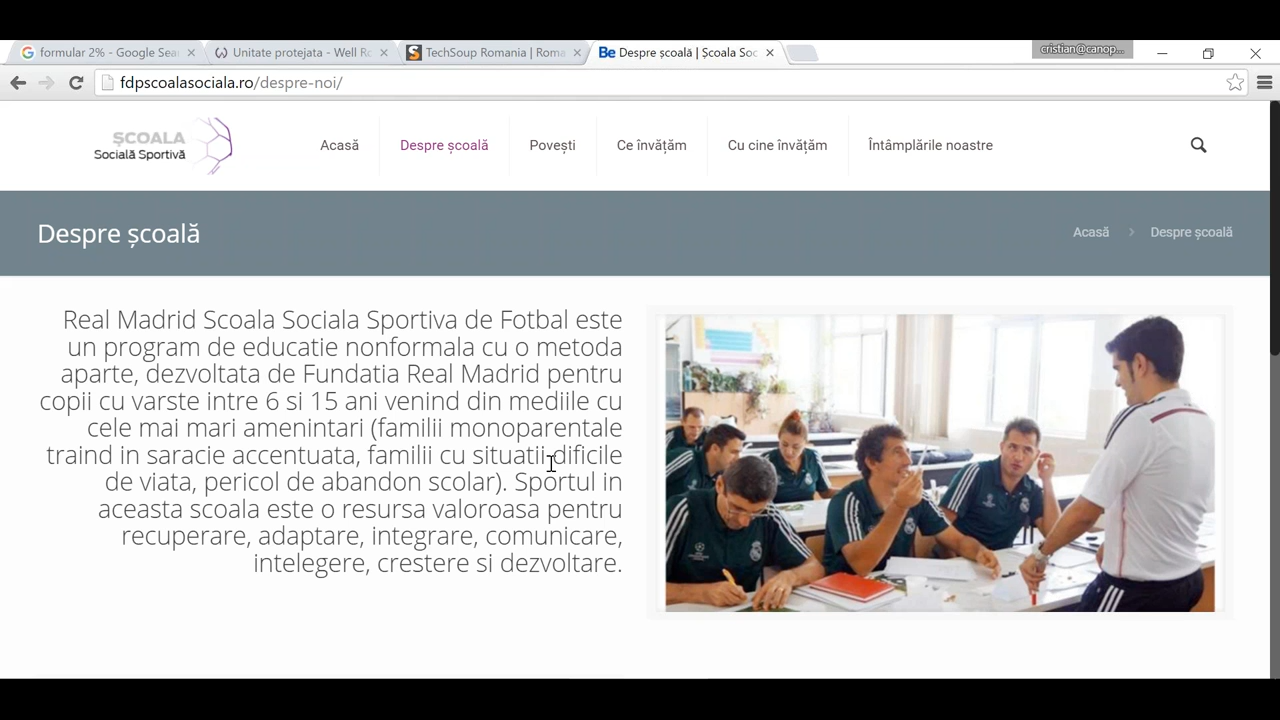 formular 2% - Google Sea
Unitate protejata - Well Ro
TechSoup Romania | Roma
Be Despre școală | Școala Soc
cristian@canop...
fdpscoalasociala.ro/despre-noi/
ȘCOALA
Socială Sportivă
Acasă
Despre școală
Povești
Ce învățăm
Cu cine învățăm
Întâmplările noastre
Despre școală
Acasă
Despre școală
Real Madrid Scoala Sociala Sportiva de Fotbal este
un program de educatie nonformala cu o metoda
aparte, dezvoltata de Fundatia Real Madrid pentru
copii cu varste intre 6 si 15 ani venind din mediile cu
cele mai mari amenintari (familii monoparentale
traind in saracie accentuata, familii cu situatii dificile
de viata, pericol de abandon scolar). Sportul in
aceasta scoala este o resursa valoroasa pentru
recuperare, adaptare, integrare, comunicare,
intelegere, crestere si dezvoltare.